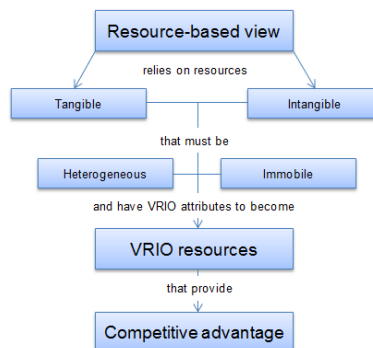 Resource-based view
relies on resources
Tangible
Intangible
that must be
Heterogeneous
Immobile
and have VRIO attributes to become
VRIO resources
that provide
Competitive advantage